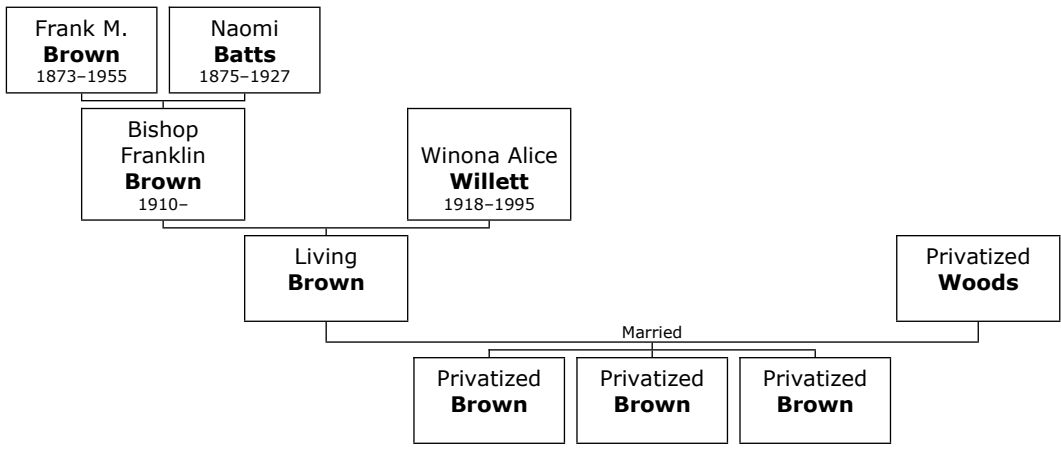 Frank M.
Brown
1873–1955
Naomi
Batts
1875–1927
Bishop
Franklin
Brown
1910–
Winona Alice
Willett
1918–1995
Living
Brown
Privatized
Woods
Married
Privatized
Brown
Privatized
Brown
Privatized
Brown